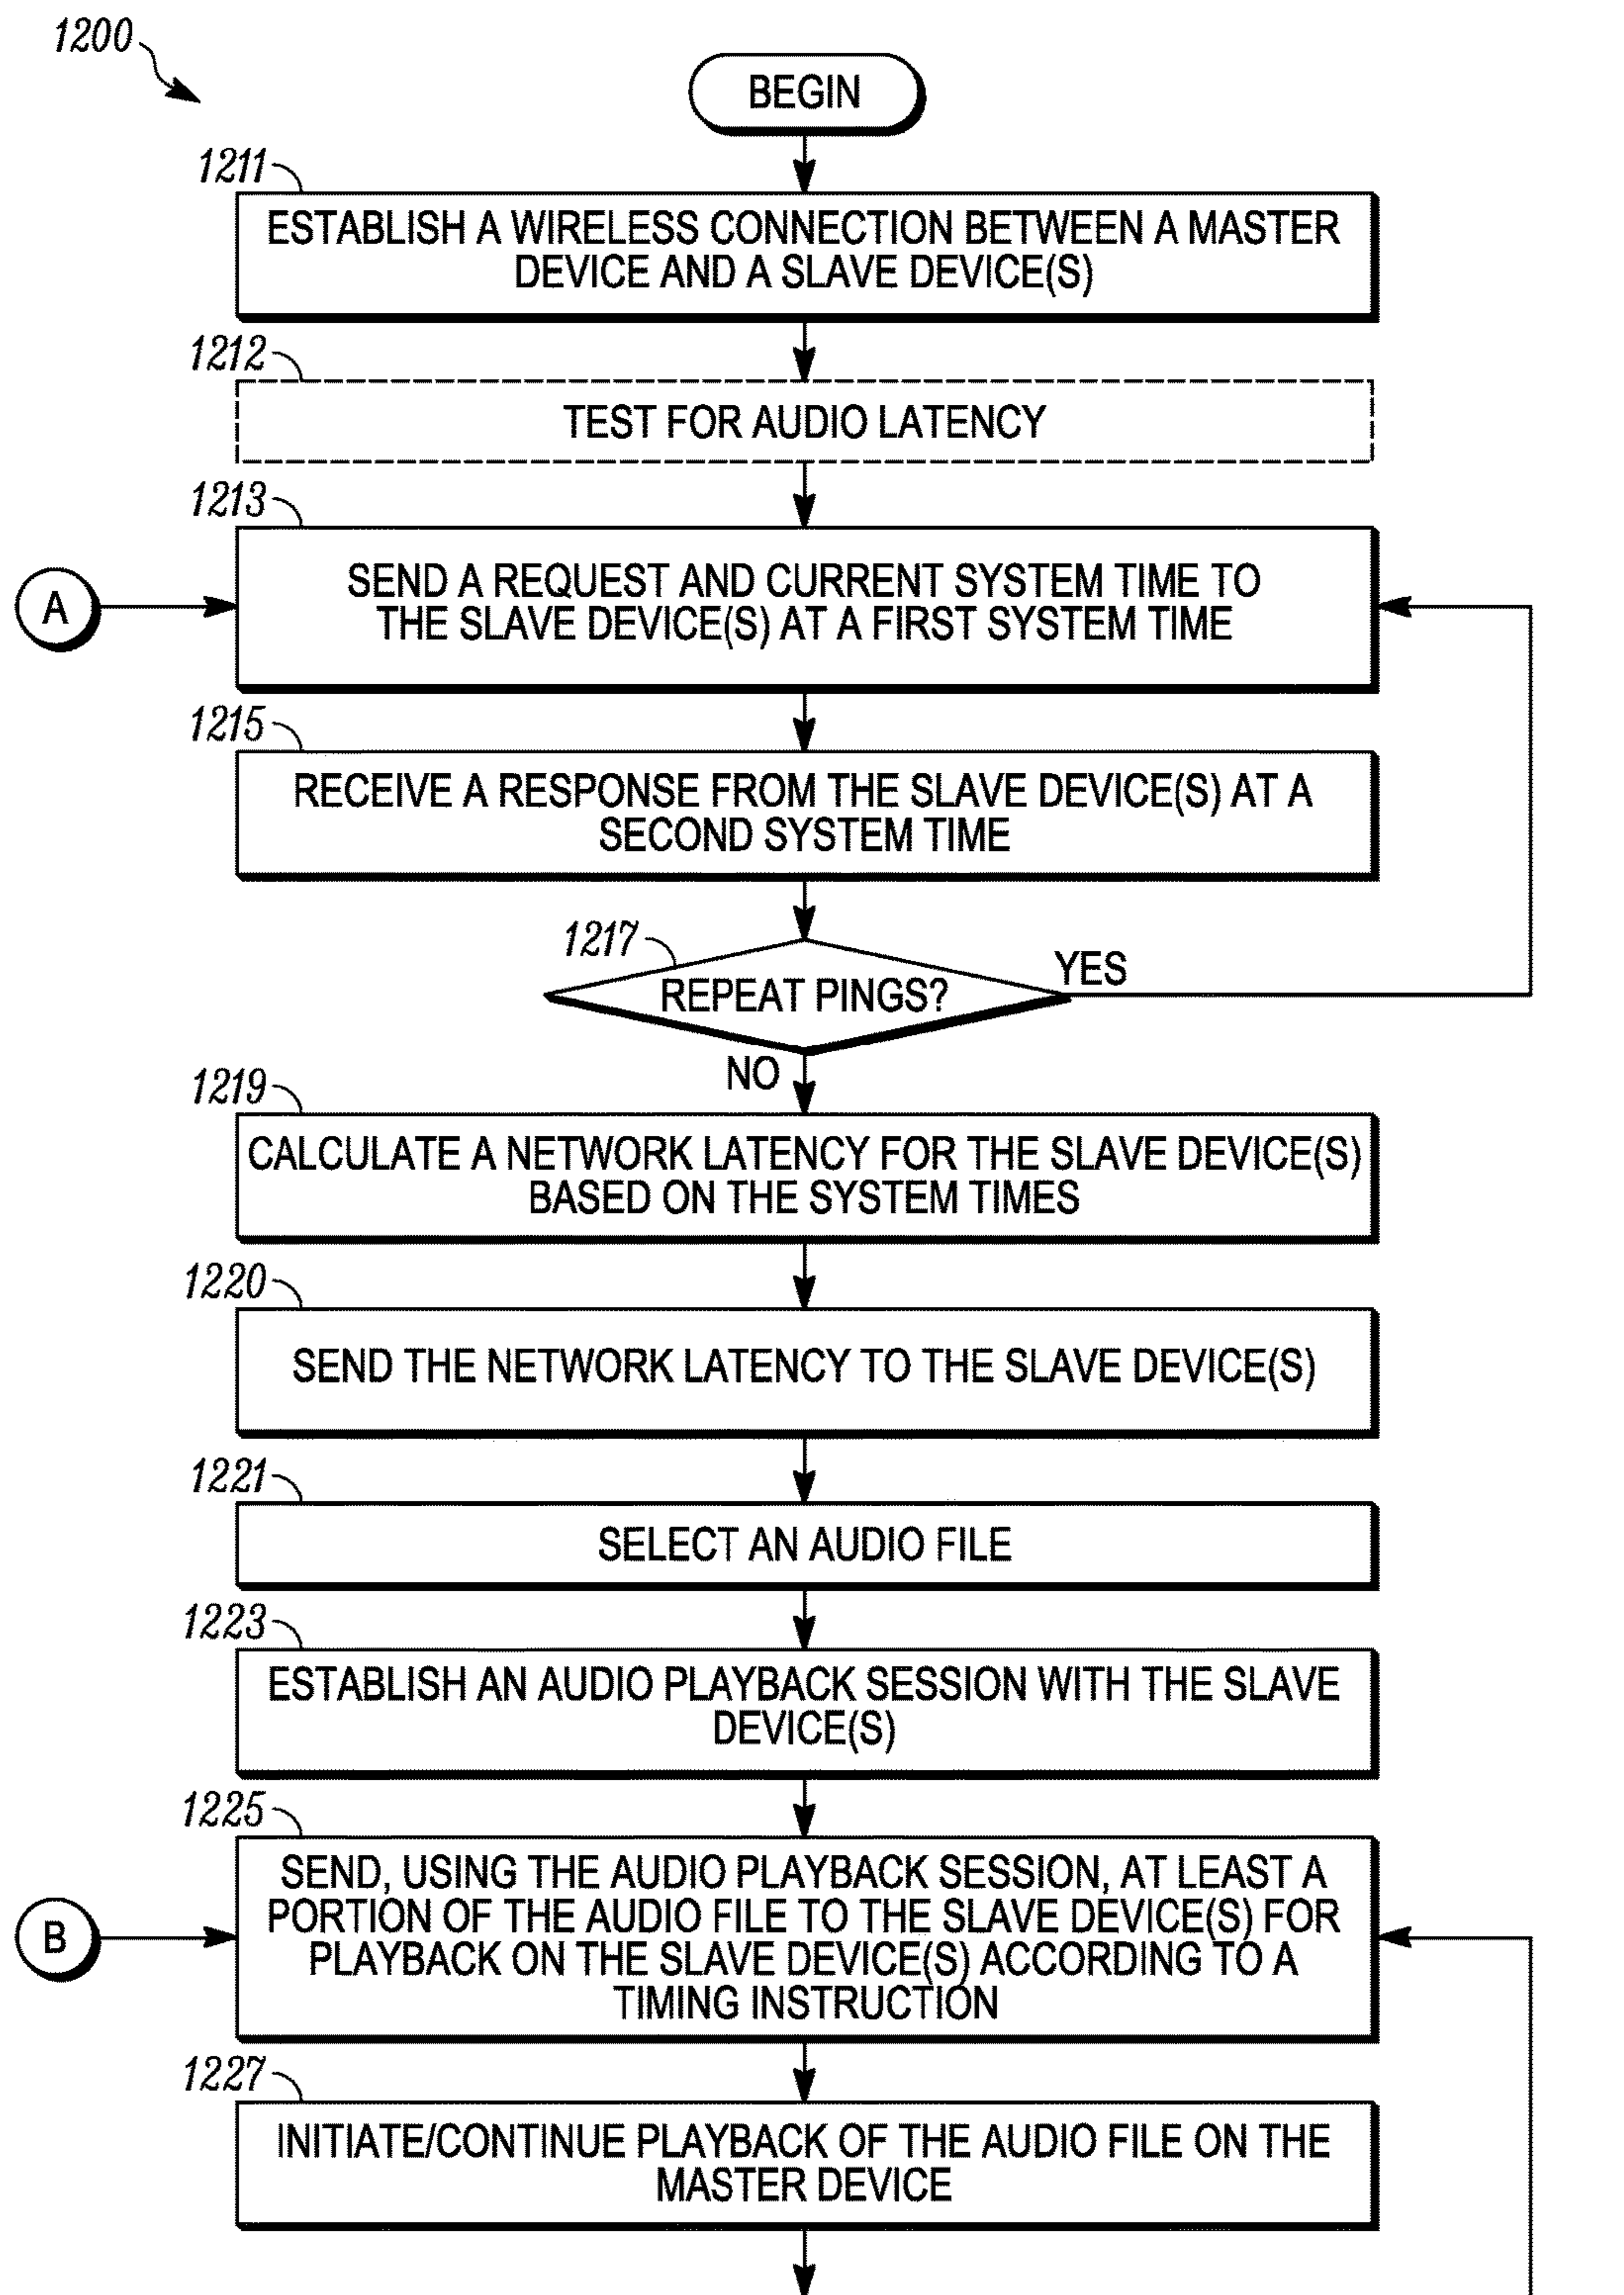 1200
BEGIN
1211
ESTABLISH A WIRELESS CONNECTION BETWEEN A MASTER
DEVICE AND A SLAVE DEVICE(S)
1212
TEST FOR AUDIO LATENCY
1213
A
SEND A REQUEST AND CURRENT SYSTEM TIME TO
THE SLAVE DEVICE(S) AT A FIRST SYSTEM TIME
1215
RECEIVE A RESPONSE FROM THE SLAVE DEVICE(S) AT A
SECOND SYSTEM TIME
1217
REPEAT PINGS?
YES
NO
1219
CALCULATE A NETWORK LATENCY FOR THE SLAVE DEVICE(S)
BASED ON THE SYSTEM TIMES
1220
SEND THE NETWORK LATENCY TO THE SLAVE DEVICE(S)
1221
SELECT AN AUDIO FILE
1223
ESTABLISH AN AUDIO PLAYBACK SESSION WITH THE SLAVE
DEVICE(S)
1225
B
SEND, USING THE AUDIO PLAYBACK SESSION, AT LEAST A
PORTION OF THE AUDIO FILE TO THE SLAVE DEVICE(S) FOR
PLAYBACK ON THE SLAVE DEVICE(S) ACCORDING TO A
TIMING INSTRUCTION
1227
INITIATE/CONTINUE PLAYBACK OF THE AUDIO FILE ON THE
MASTER DEVICE